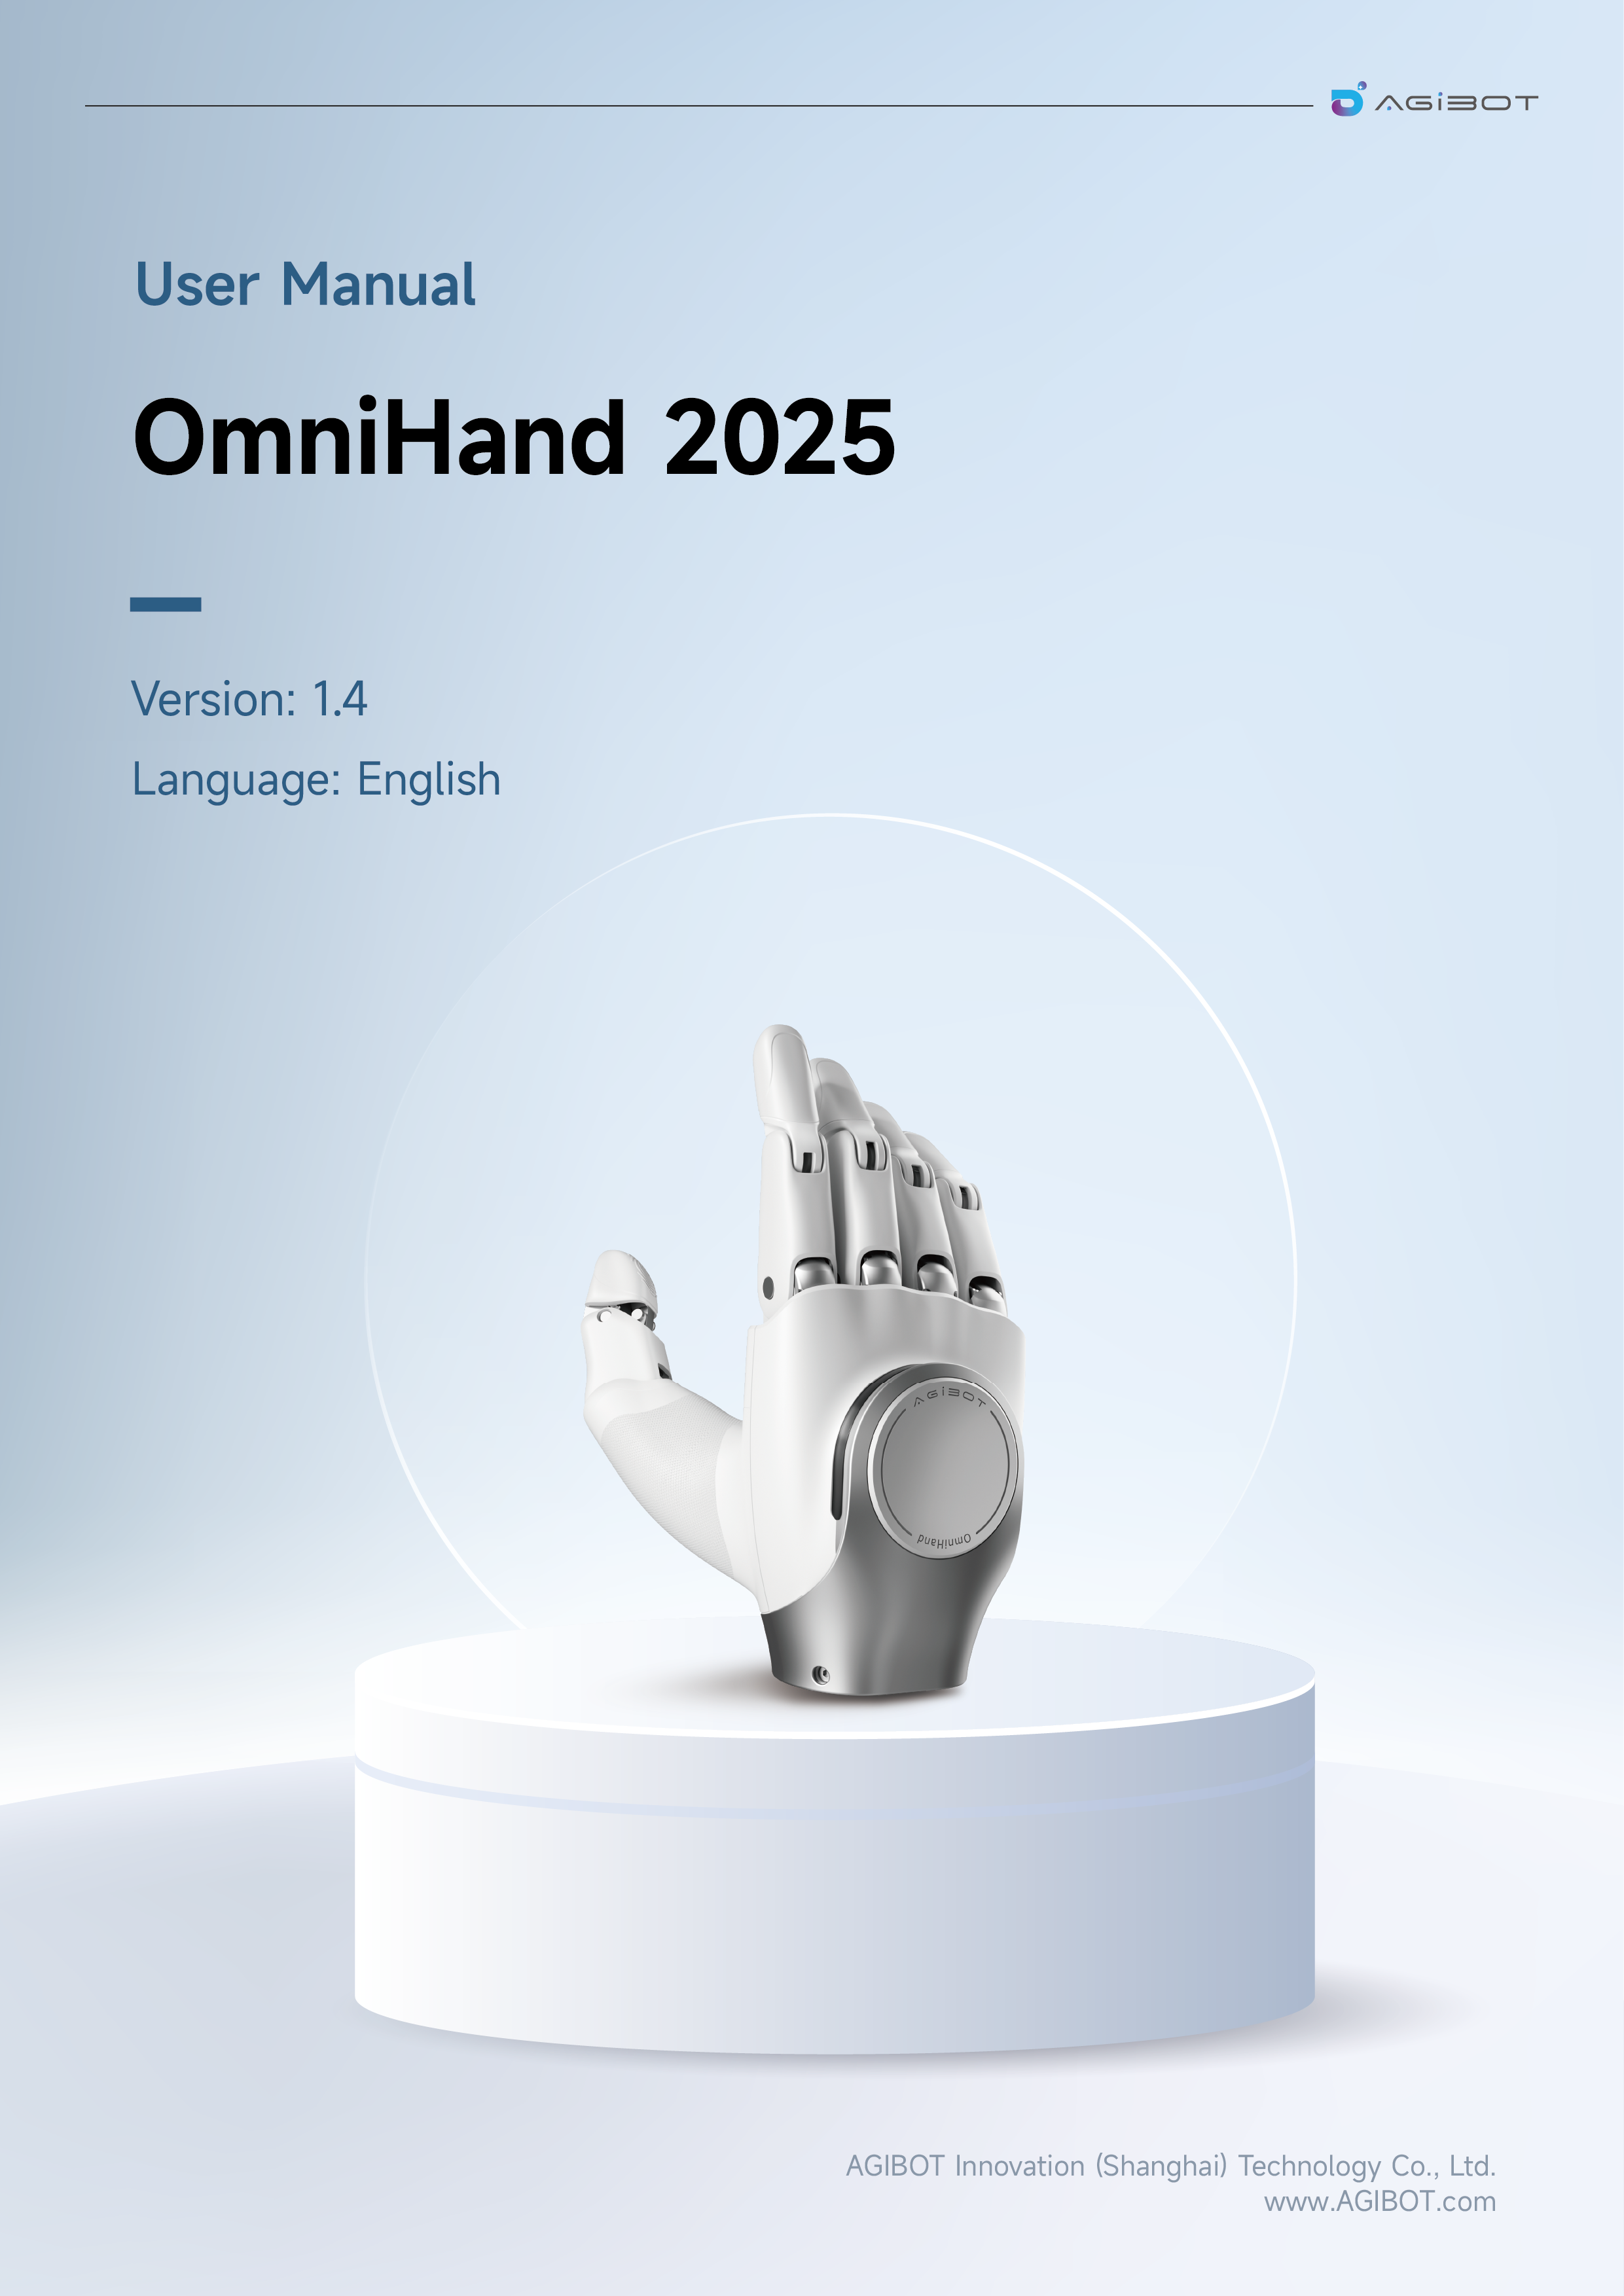 AGIBOT
User Manual
OmniHand 2025
Version: 1.4
Language: English
AGIBOT
OmniHand
AGIBOT Innovation (Shanghai) Technology Co., Ltd.
www.AGIBOT.com